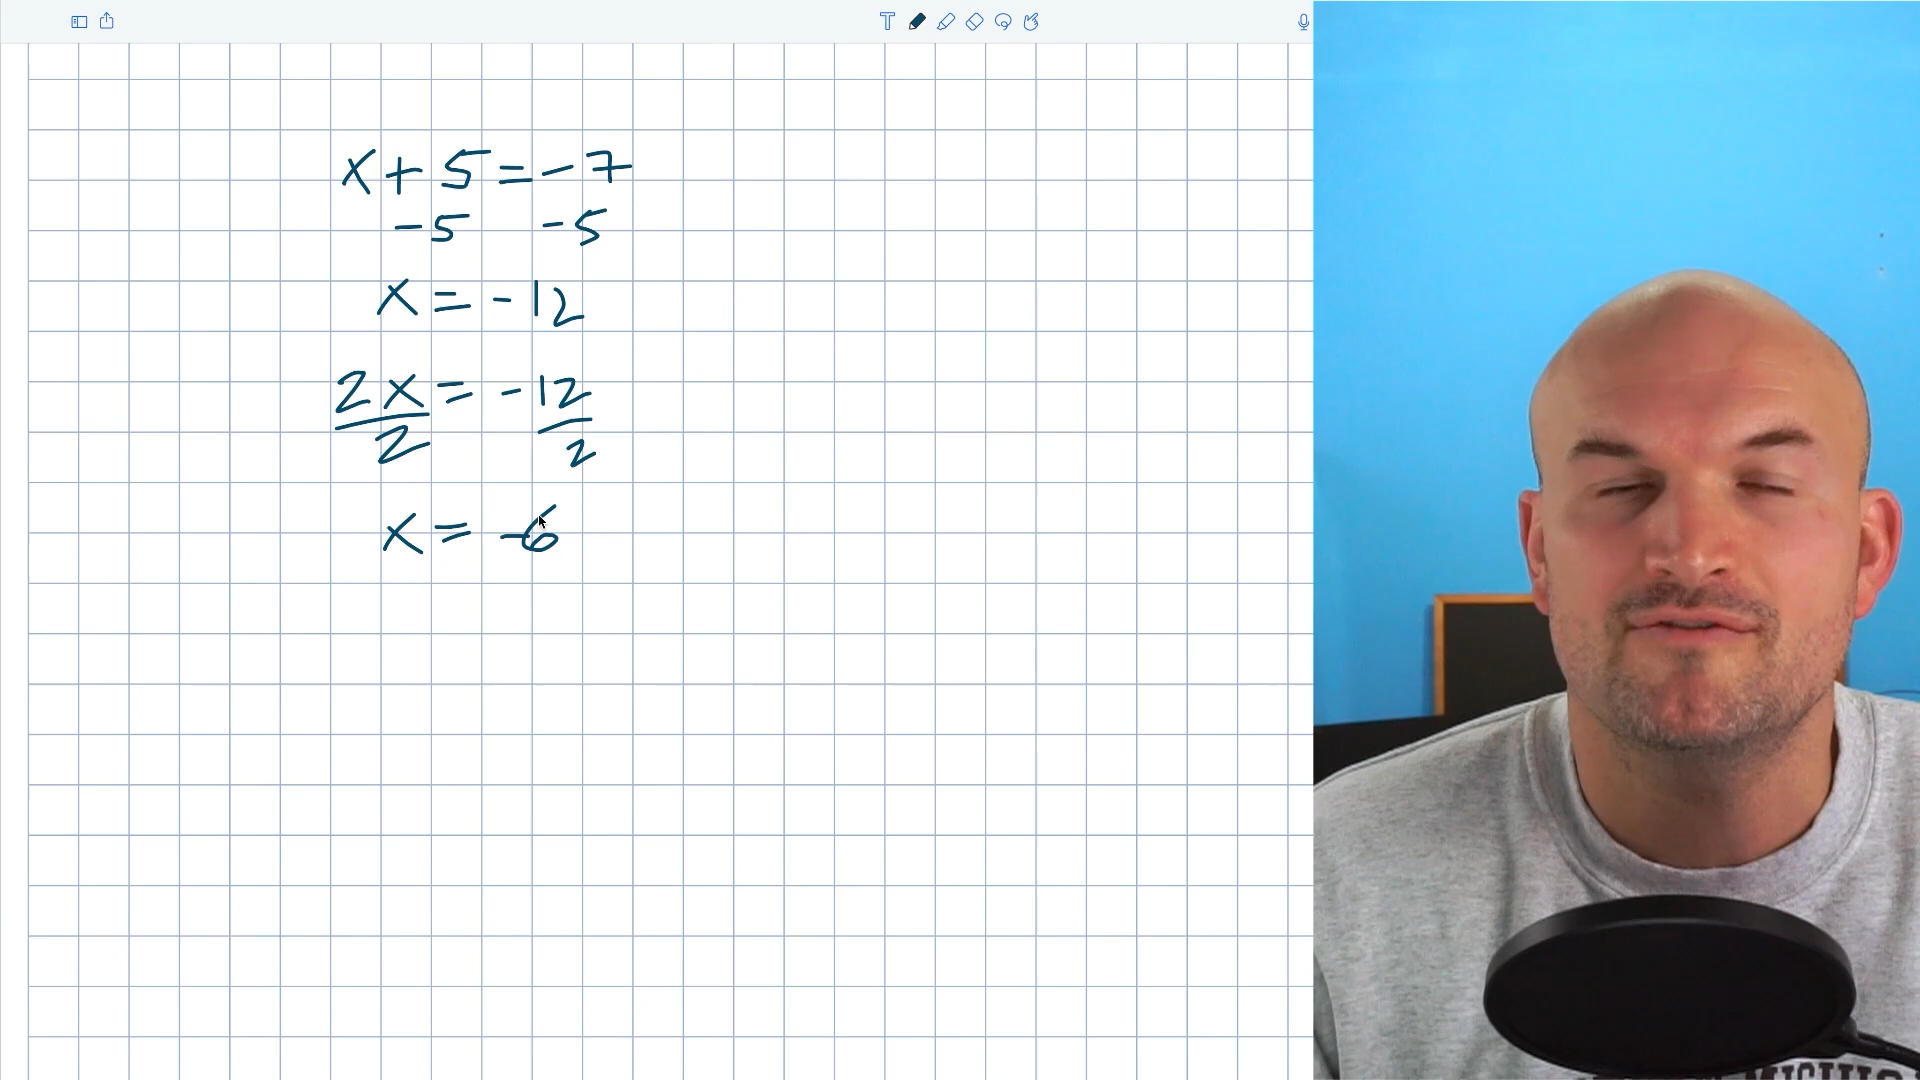 x + 5 = -7
-5 -5
x = -12
2x = -12
2 2
x = -6